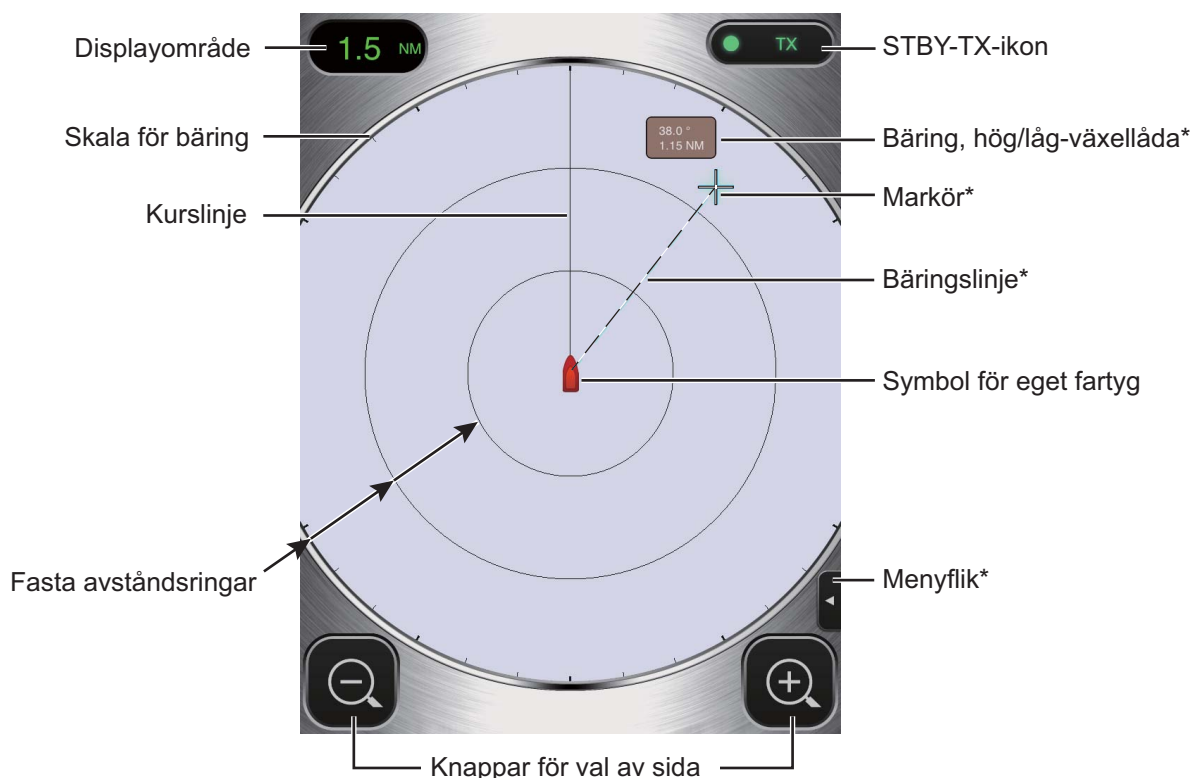 Displayområde
1.5 NM
TX
STBY-TX-ikon
Skala för bäring
38.0 °
1.15 NM
Bäring, hög/låg-växellåda*
Markör*
Kurslinje
Bäringslinje*
Symbol för eget fartyg
Fasta avståndsringar
Menyflik*
Knappar för val av sida